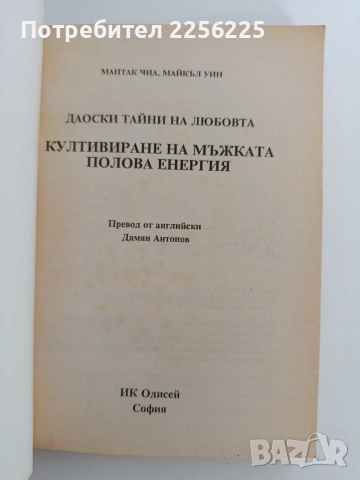 Потребител 2256225
МАНТАК ЧИА, МАЙКЪЛ УИН
ДАОСКИ ТАЙНИ НА ЛЮБОВТА
КУЛТИВИРАНЕ НА МЪЖКАТА
ПОЛОВА ЕНЕРГИЯ
Превод от английски
Дамян Антонов
ИК Одисей
София
BAZAR